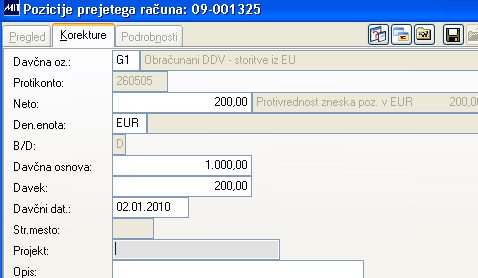 Pozicije prejetega računa: 09-001325
Pregled Korekture Podrobnosti
Davčna oz.: G1 Obračunani DDV - storitve iz EU
Protikonto: 260505
Neto: 200,00 Protivrednost zneska poz. v EUR 200,00
Den.enota: EUR
B/D: D
Davčna osnova: 1.000,00
Davek: 200,00
Davčni dat.: 02.01.2010
Str.mesto:
Projekt:
Opis: